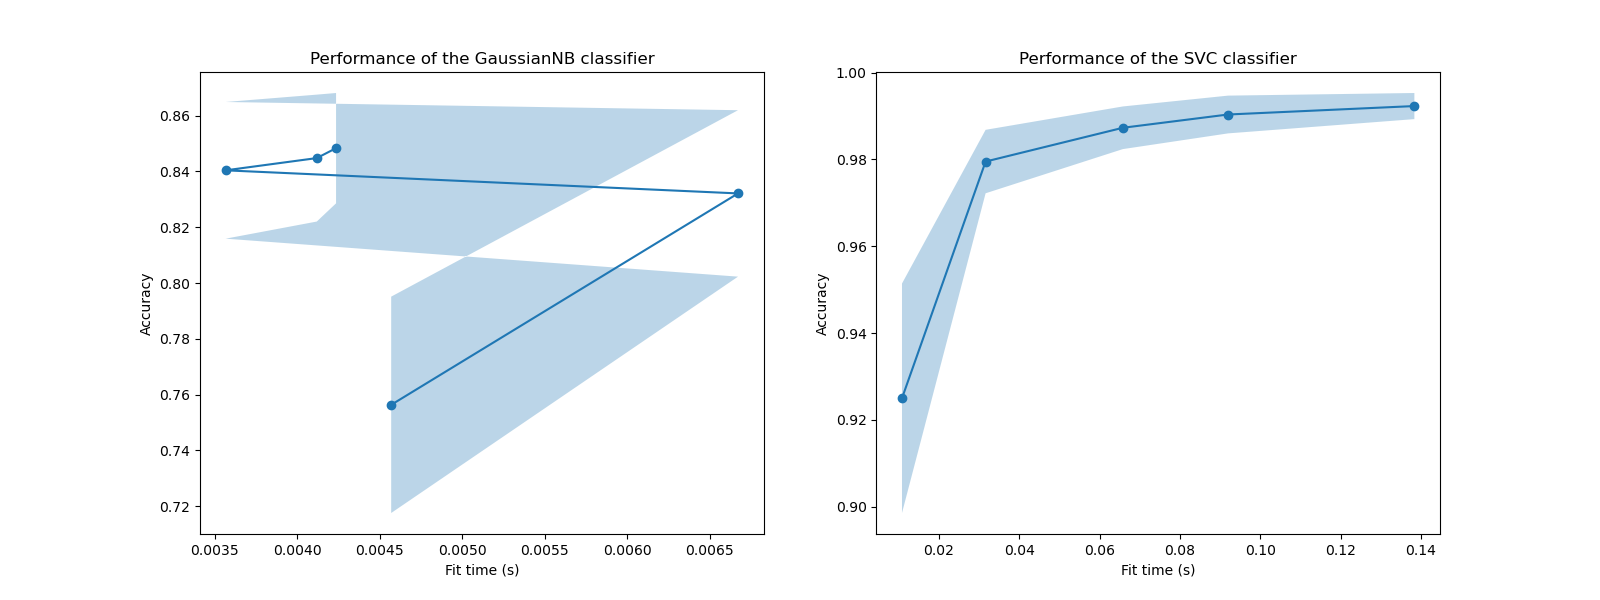 Performance of the GaussianNB classifier
Accuracy
0.86
0.84
0.82
0.80
0.78
0.76
0.74
0.72
0.0035 0.0040 0.0045 0.0050 0.0055 0.0060 0.0065
Fit time (s)
Performance of the SVC classifier
Accuracy
1.00
0.98
0.96
0.94
0.92
0.90
0.02 0.04 0.06 0.08 0.10 0.12 0.14
Fit time (s)